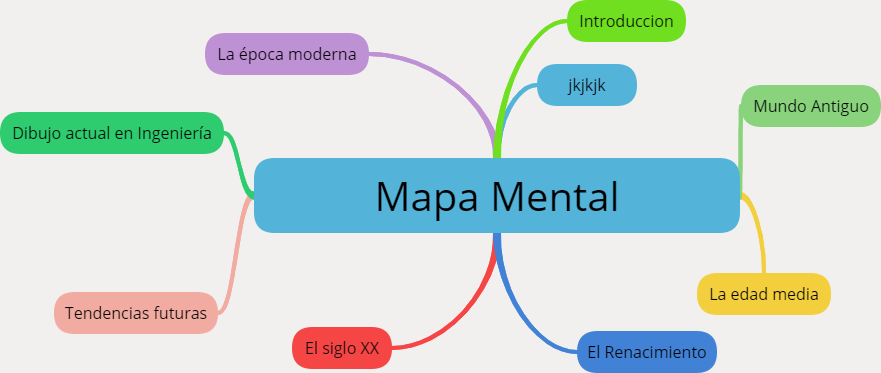 Introduccion
La época moderna
jkjkjk
Mundo Antiguo
Dibujo actual en Ingeniería
Mapa Mental
La edad media
Tendencias futuras
El siglo XX
El Renacimiento